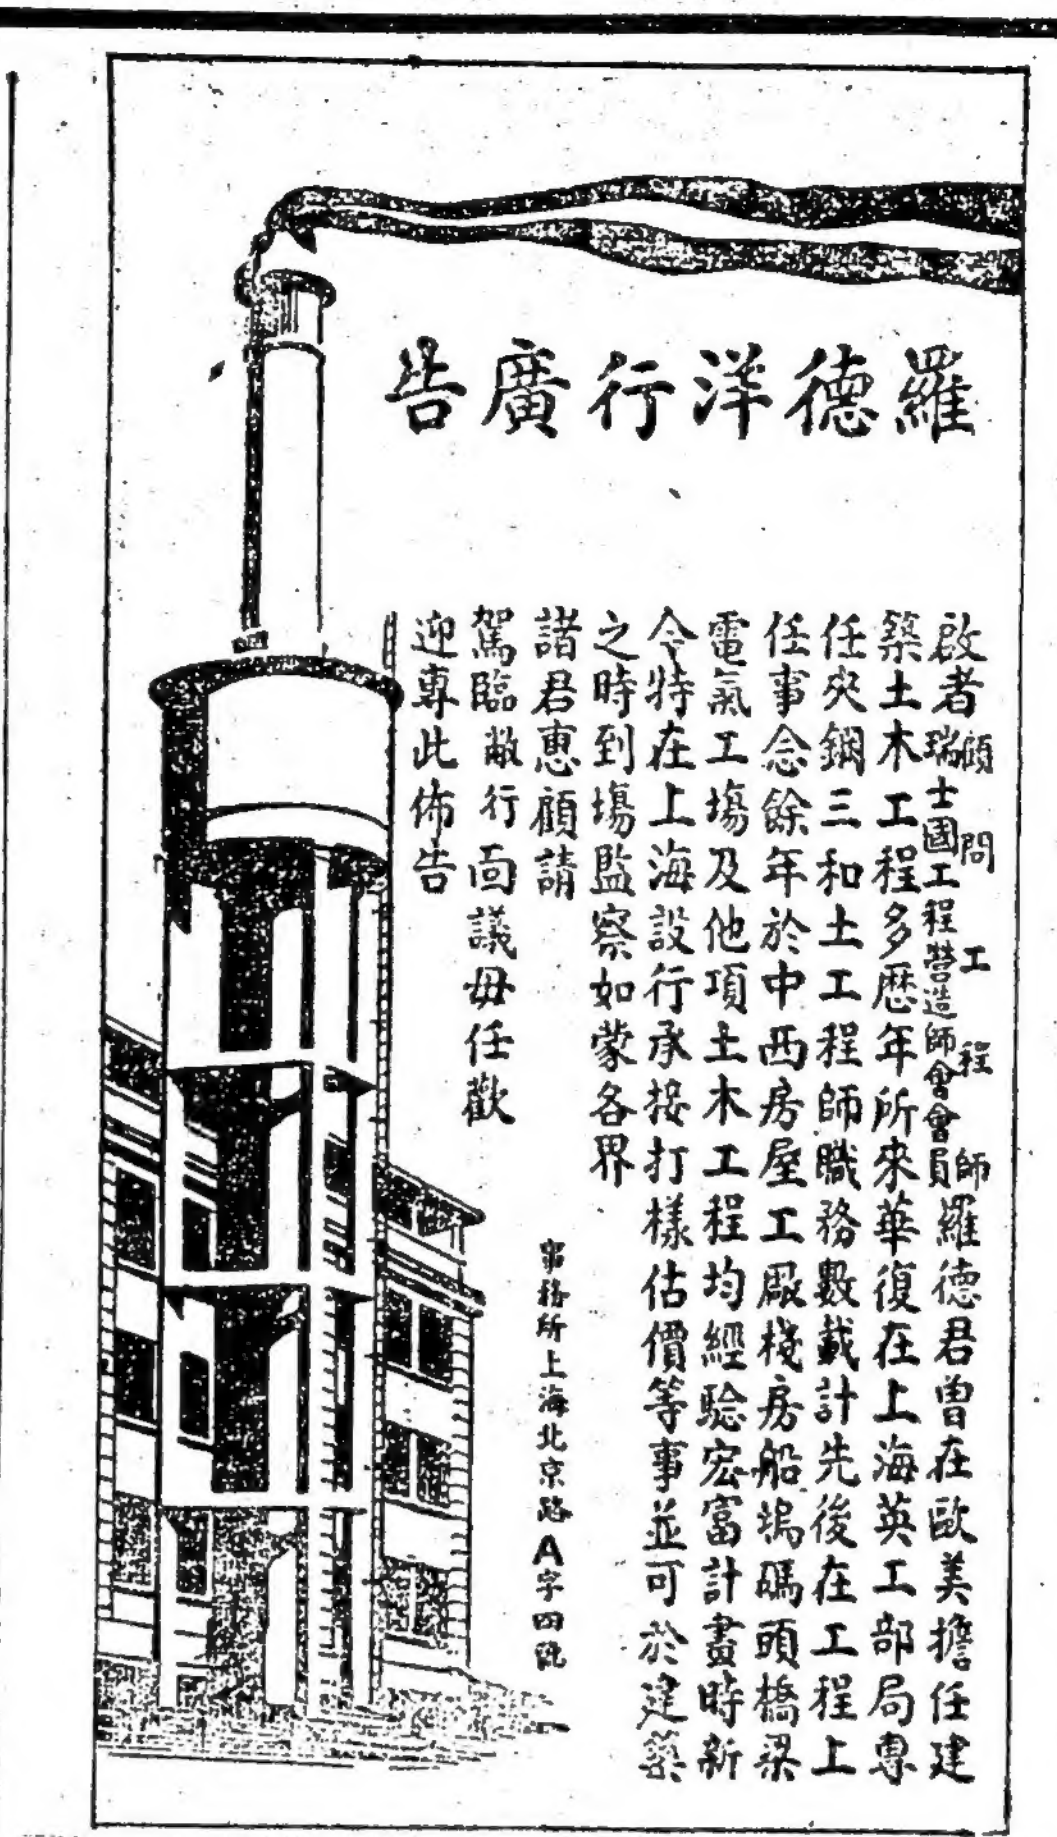 羅德洋行廣告
啟者顧問工程師瑞士國工程營造師會會員羅德君曾在歐美擔任建
築土木工程多歷年所來華復在上海英工部局專
任夾鋼三和土工程師職務數載計先後在工程上
任事念餘年於中西房屋工厰棧房船塢碼頭橋梁
電氣工塲及他項土木工程均經驗宏富計畫時新
今特在上海設行承接打樣估價等事並可於建築
之時到塲監察如蒙各界
諸君惠顧請
駕臨敝行面議毋任歡
迎專此佈告
事務所上海北京路A字四號